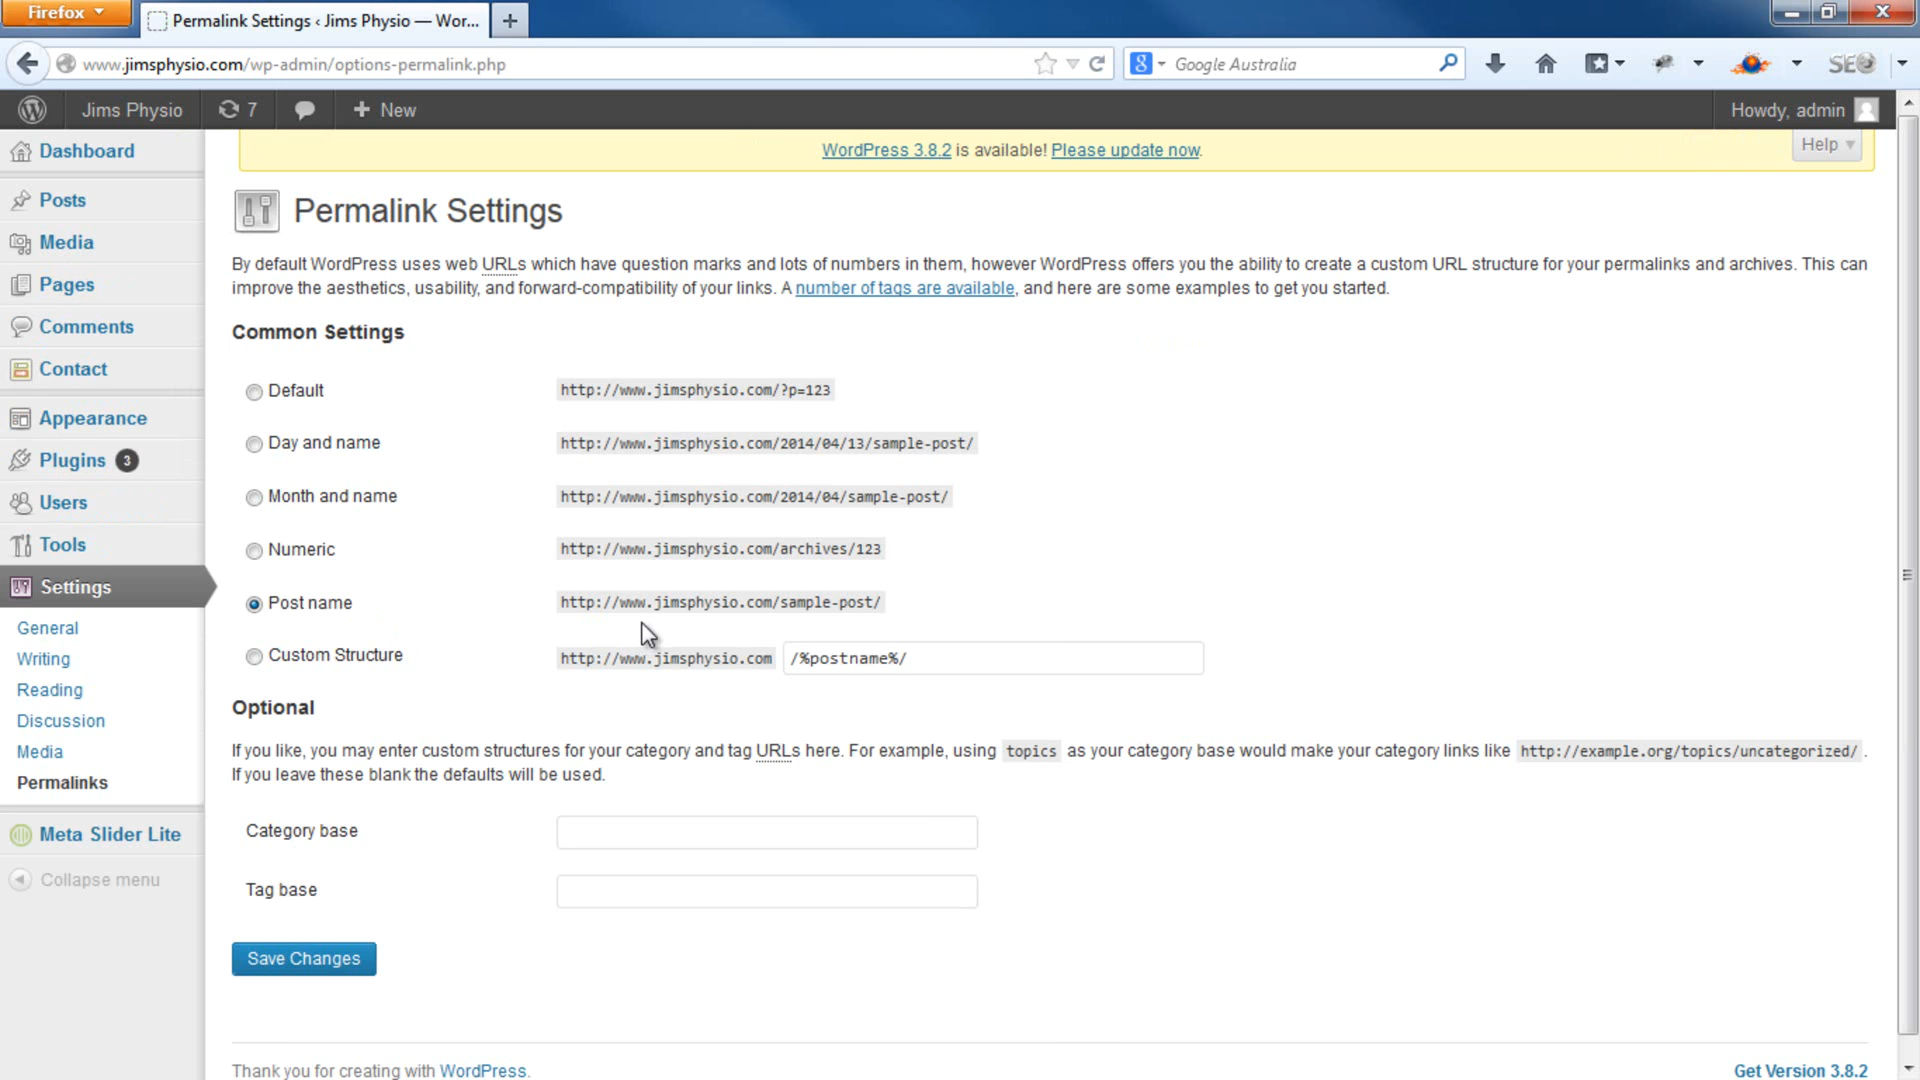 Firefox
Permalink Settings ‹ Jims Physio — Wor...
www.jimsphysio.com/wp-admin/options-permalink.php
Google Australia
SEO
Jims Physio
7
New
Howdy, admin
WordPress 3.8.2 is available! Please update now.
Help
Dashboard
Posts
Media
Pages
Comments
Contact
Appearance
Plugins 3
Users
Tools
Settings
General
Writing
Reading
Discussion
Media
Permalinks
Meta Slider Lite
Collapse menu
Permalink Settings
By default WordPress uses web URLs which have question marks and lots of numbers in them, however WordPress offers you the ability to create a custom URL structure for your permalinks and archives. This can
improve the aesthetics, usability, and forward-compatibility of your links. A number of tags are available, and here are some examples to get you started.
Common Settings
Default http://www.jimsphysio.com/?p=123
Day and name http://www.jimsphysio.com/2014/04/13/sample-post/
Month and name http://www.jimsphysio.com/2014/04/sample-post/
Numeric http://www.jimsphysio.com/archives/123
Post name http://www.jimsphysio.com/sample-post/
Custom Structure http://www.jimsphysio.com /%postname%/
Optional
If you like, you may enter custom structures for your category and tag URLs here. For example, using topics as your category base would make your category links like http://example.org/topics/uncategorized/ .
If you leave these blank the defaults will be used.
Category base
Tag base
Save Changes
Thank you for creating with WordPress.
Get Version 3.8.2